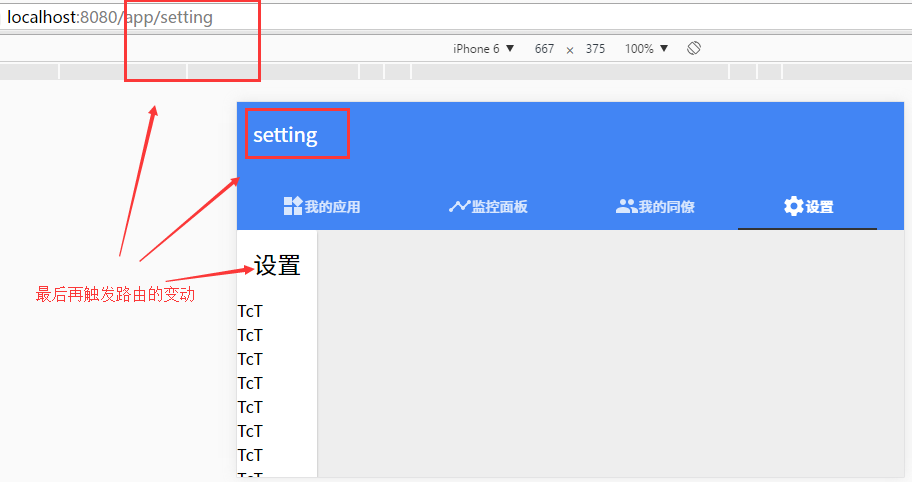 localhost:8080/app/setting
iPhone 6 ▼ 667 × 375 100% ▼
setting
我的应用 监控面板 我的同僚 设置
设置
最后再触发路由的变动
TcT
TcT
TcT
TcT
TcT
TcT
TcT
TcT